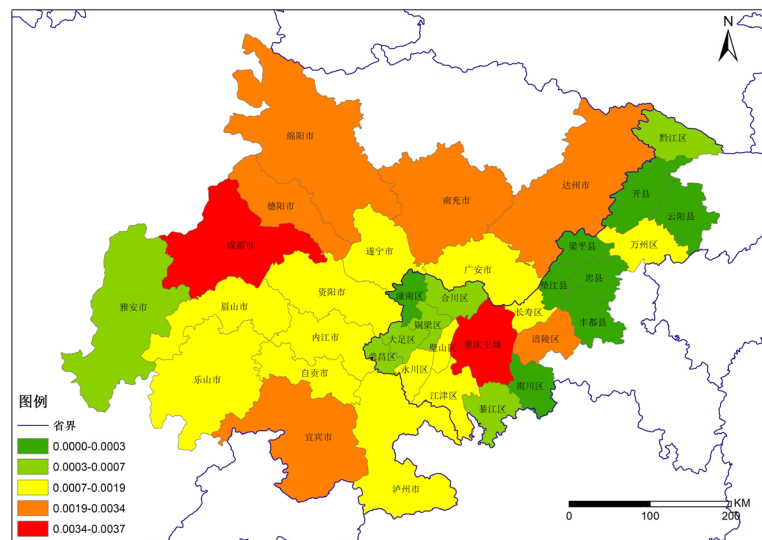 N
黔江区
绵阳市
开县
云阳县
达州市
南充市
德阳市
成都市
遂宁市
梁平县
万州区
广安市
忠县
垫江县
资阳市
潼南区
合川区
雅安市
眉山市
长寿区
丰都县
铜梁区
大足区
内江市
璧山区
重庆主城
涪陵区
荣昌区
永川区
乐山市
自贡市
南川区
江津区
綦江区
宜宾市
泸州市
图例
省界
0.0000-0.0003
0.0003-0.0007
0.0007-0.0019
0.0019-0.0034
0.0034-0.0037
KM
0 100 200